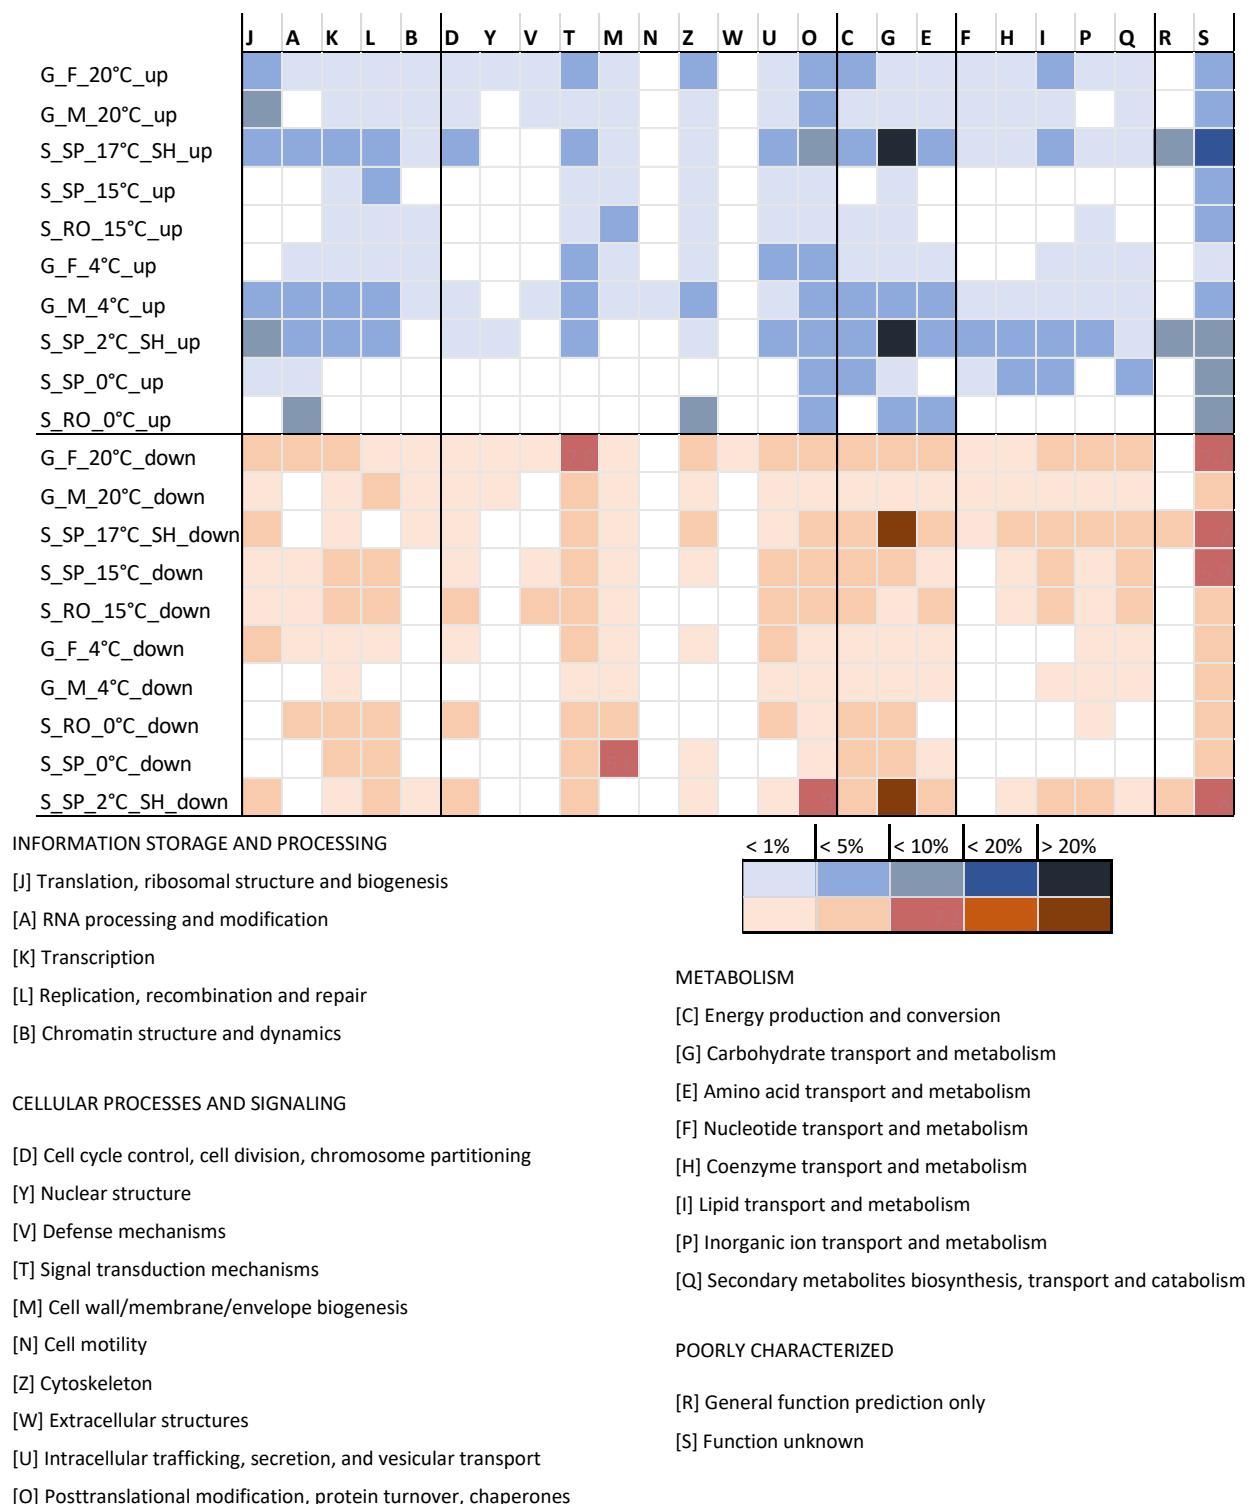 J A K L B D Y V T M N Z W U O C G E F H I P Q R S
G_F_20°C_up
G_M_20°C_up
S_SP_17°C_SH_up
S_SP_15°C_up
S_RO_15°C_up
G_F_4°C_up
G_M_4°C_up
S_SP_2°C_SH_up
S_SP_0°C_up
S_RO_0°C_up
G_F_20°C_down
G_M_20°C_down
S_SP_17°C_SH_down
S_SP_15°C_down
S_RO_15°C_down
G_F_4°C_down
G_M_4°C_down
S_RO_0°C_down
S_SP_0°C_down
S_SP_2°C_SH_down
< 1% < 5% < 10% < 20% > 20%
INFORMATION STORAGE AND PROCESSING
[J] Translation, ribosomal structure and biogenesis
[A] RNA processing and modification
[K] Transcription
[L] Replication, recombination and repair
[B] Chromatin structure and dynamics
CELLULAR PROCESSES AND SIGNALING
[D] Cell cycle control, cell division, chromosome partitioning
[Y] Nuclear structure
[V] Defense mechanisms
[T] Signal transduction mechanisms
[M] Cell wall/membrane/envelope biogenesis
[N] Cell motility
[Z] Cytoskeleton
[W] Extracellular structures
[U] Intracellular trafficking, secretion, and vesicular transport
[O] Posttranslational modification, protein turnover, chaperones
METABOLISM
[C] Energy production and conversion
[G] Carbohydrate transport and metabolism
[E] Amino acid transport and metabolism
[F] Nucleotide transport and metabolism
[H] Coenzyme transport and metabolism
[I] Lipid transport and metabolism
[P] Inorganic ion transport and metabolism
[Q] Secondary metabolites biosynthesis, transport and catabolism
POORLY CHARACTERIZED
[R] General function prediction only
[S] Function unknown